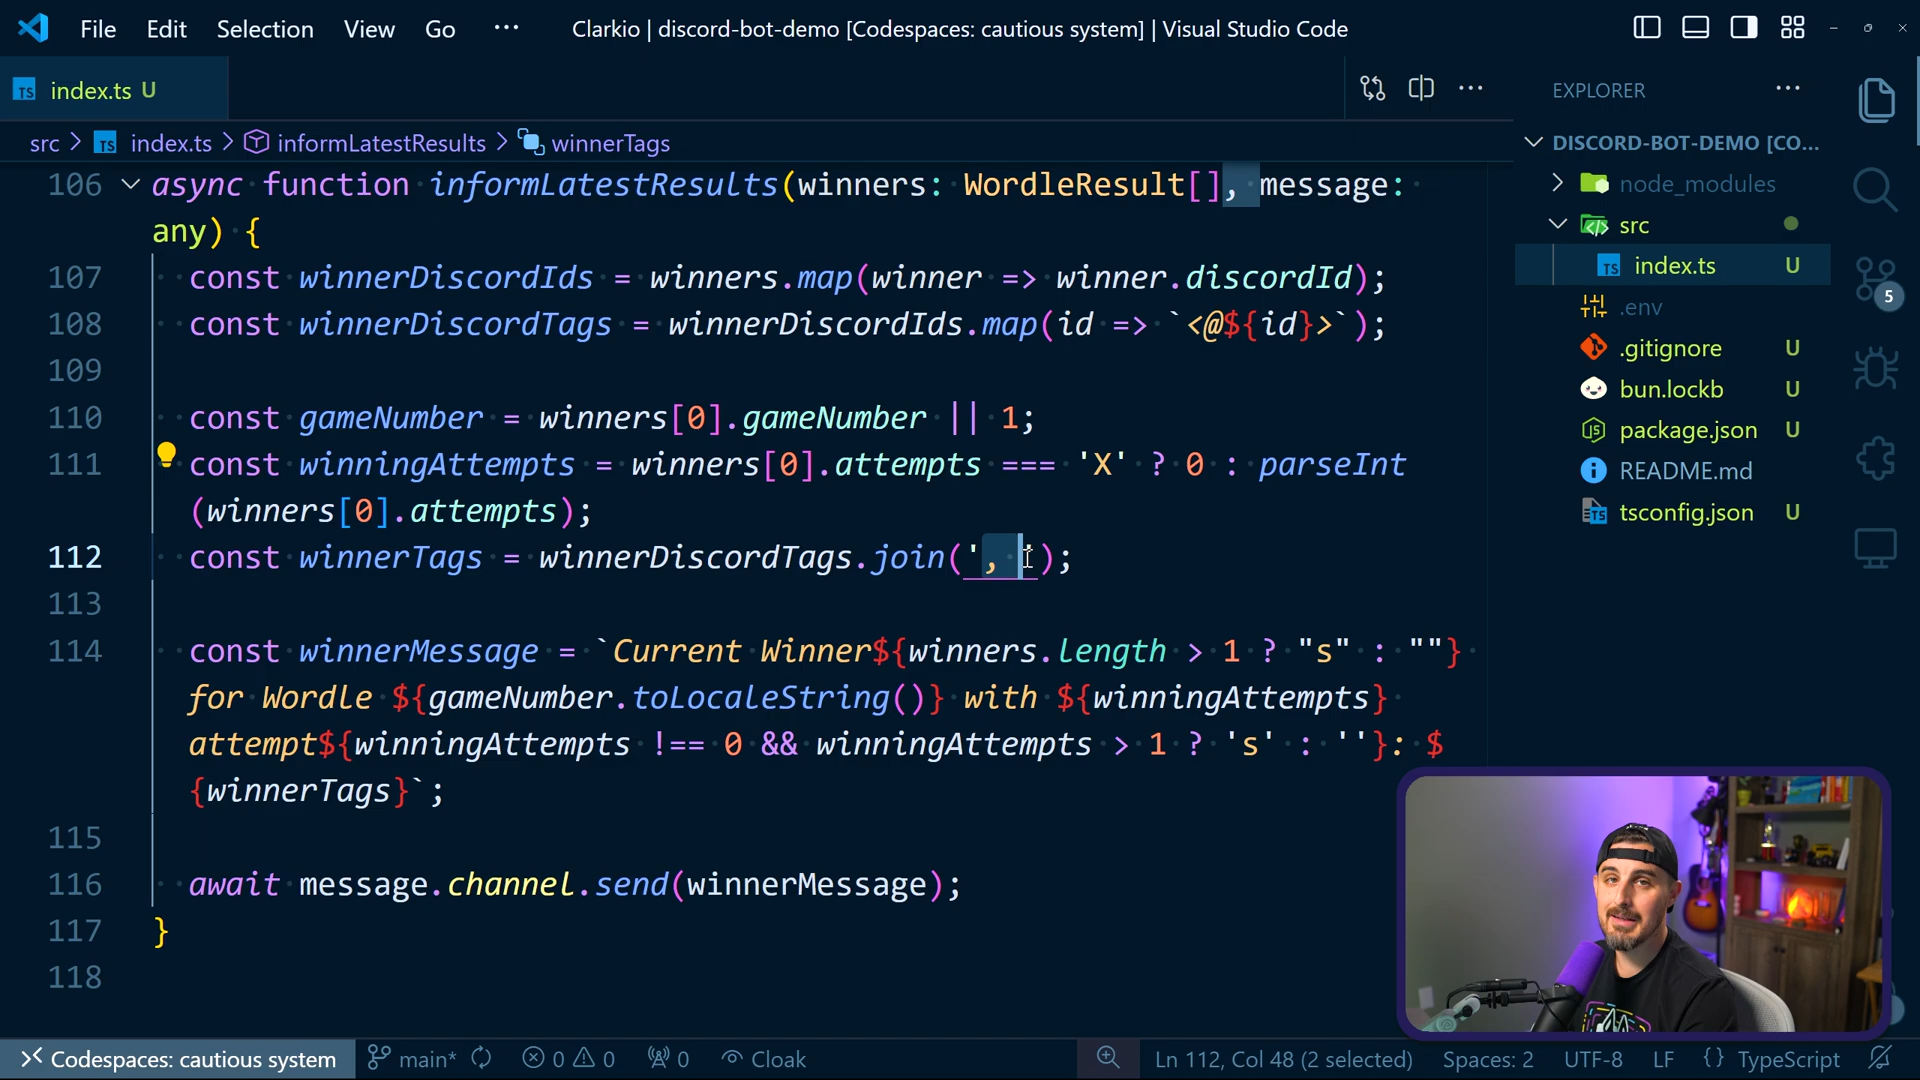 File Edit Selection View Go ··· Clarkio | discord-bot-demo [Codespaces: cautious system] | Visual Studio Code
TS index.ts U
EXPLORER ···
src > TS index.ts > informLatestResults > winnerTags
DISCORD-BOT-DEMO [CO...
node_modules
src
TS index.ts U
.env
.gitignore U
bun.lockb U
package.json U
README.md
tsconfig.json U
5
106 async function informLatestResults(winners: WordleResult[], message:
any) {
107 const winnerDiscordIds = winners.map(winner => winner.discordId);
108 const winnerDiscordTags = winnerDiscordIds.map(id => `<@${id}>`);
109
110 const gameNumber = winners[0].gameNumber || 1;
111 const winningAttempts = winners[0].attempts === 'X' ? 0 : parseInt
(winners[0].attempts);
112 const winnerTags = winnerDiscordTags.join(', ');
113
114 const winnerMessage = `Current Winner${winners.length > 1 ? "s" : ""}
for Wordle ${gameNumber.toLocaleString()} with ${winningAttempts}
attempt${winningAttempts !== 0 && winningAttempts > 1 ? 's' : ''}: $
{winnerTags}`;
115
116 await message.channel.send(winnerMessage);
117 }
118
Codespaces: cautious system main* 0 0 0 Cloak Ln 112, Col 48 (2 selected) Spaces: 2 UTF-8 LF {} TypeScript